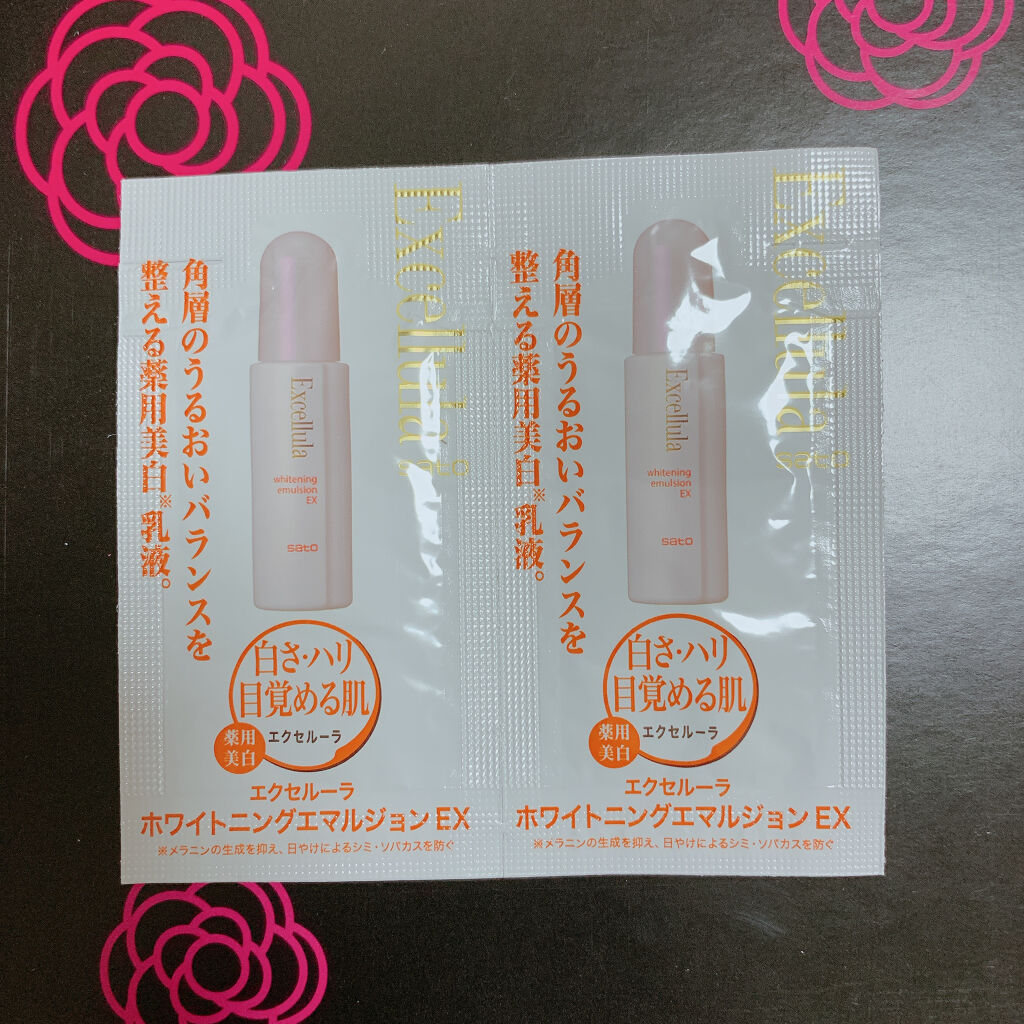 Excellula
角層のうるおいバランスを
整える薬用美白※乳液。
Excellula
whitening
emulsion
EX
sato
白さ・ハリ
目覚める肌
エクセルーラ
薬用
美白
エクセルーラ
ホワイトニングエマルジョンEX
※メラニンの生成を抑え、日やけによるシミ・ソバカスを防ぐ
Excellula
角層のうるおいバランスを
整える薬用美白※乳液。
Excellula
whitening
emulsion
EX
sato
白さ・ハリ
目覚める肌
エクセルーラ
薬用
美白
エクセルーラ
ホワイトニングエマルジョンEX
※メラニンの生成を抑え、日やけによるシミ・ソバカスを防ぐ